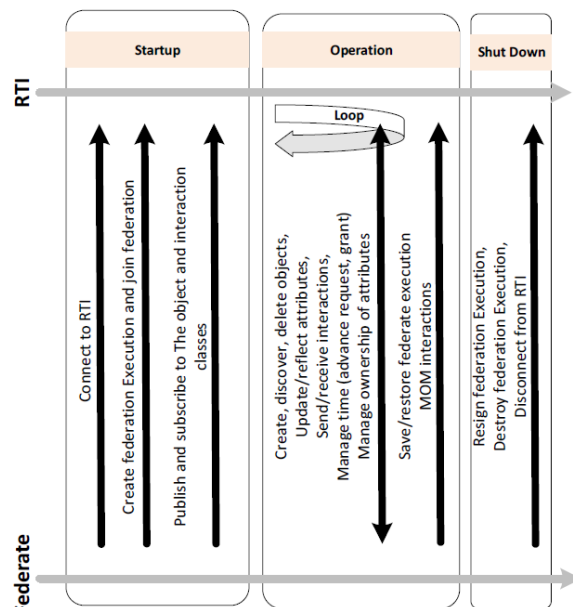 Startup
Operation
Shut Down
RTI
Loop
Connect to RTI
Create federation Execution and join federation
Publish and subscribe to The object and interaction
classes
Create, discover, delete objects,
Update/reflect attributes,
Send/receive interactions,
Manage time (advance request, grant)
Manage ownership of attributes
Save/restore federate execution
MOM interactions
Resign federation Execution,
Destroy federation Execution,
Disconnect from RTI
Federate